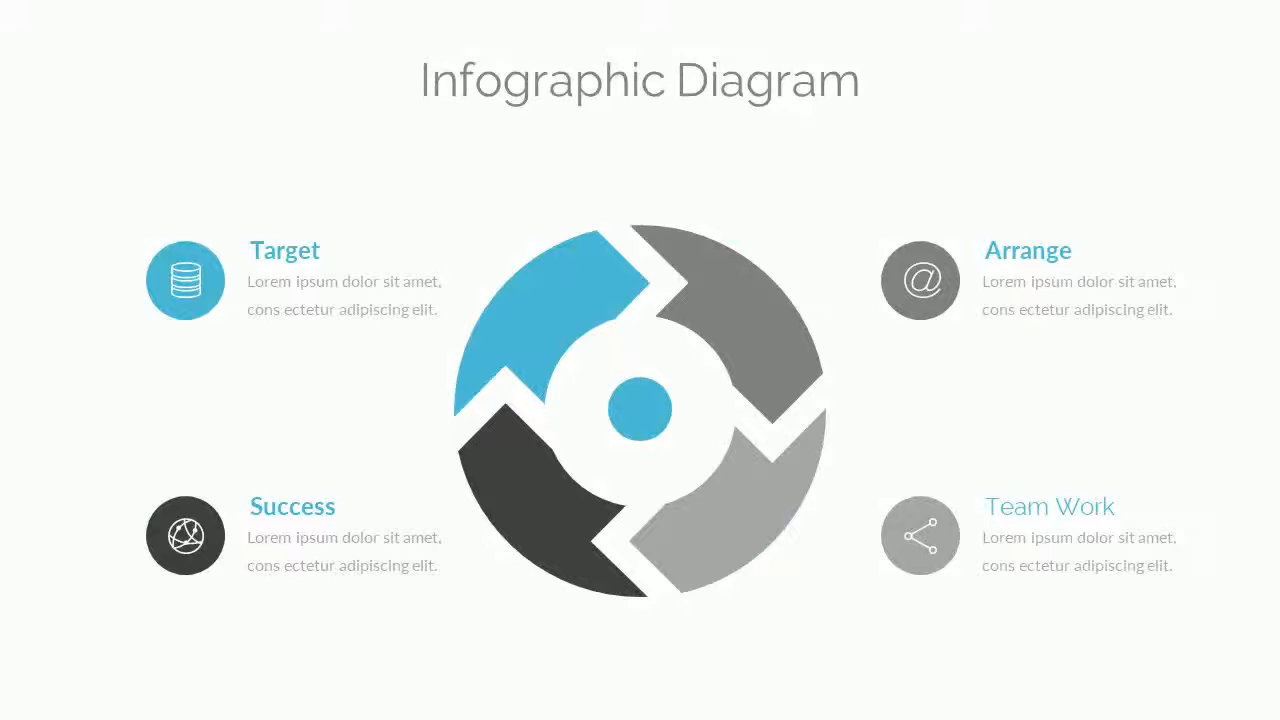 Infographic Diagram
Target
Lorem ipsum dolor sit amet,
cons ectetur adipiscing elit.
Arrange
Lorem ipsum dolor sit amet,
cons ectetur adipiscing elit.
Success
Lorem ipsum dolor sit amet,
cons ectetur adipiscing elit.
Team Work
Lorem ipsum dolor sit amet,
cons ectetur adipiscing elit.